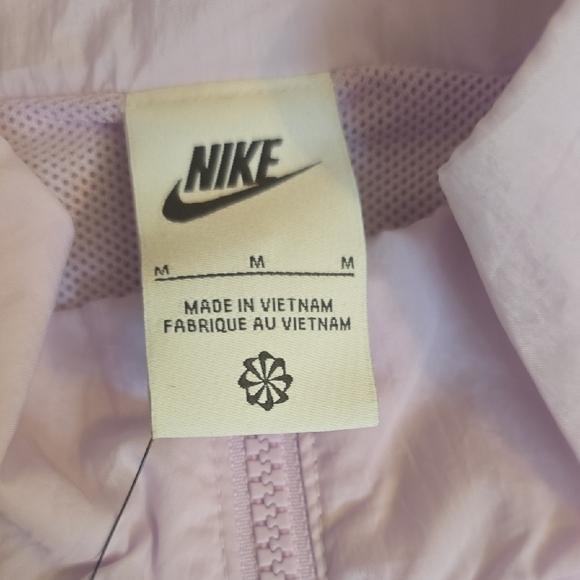 NIKE
M M M
MADE IN VIETNAM
FABRIQUE AU VIETNAM